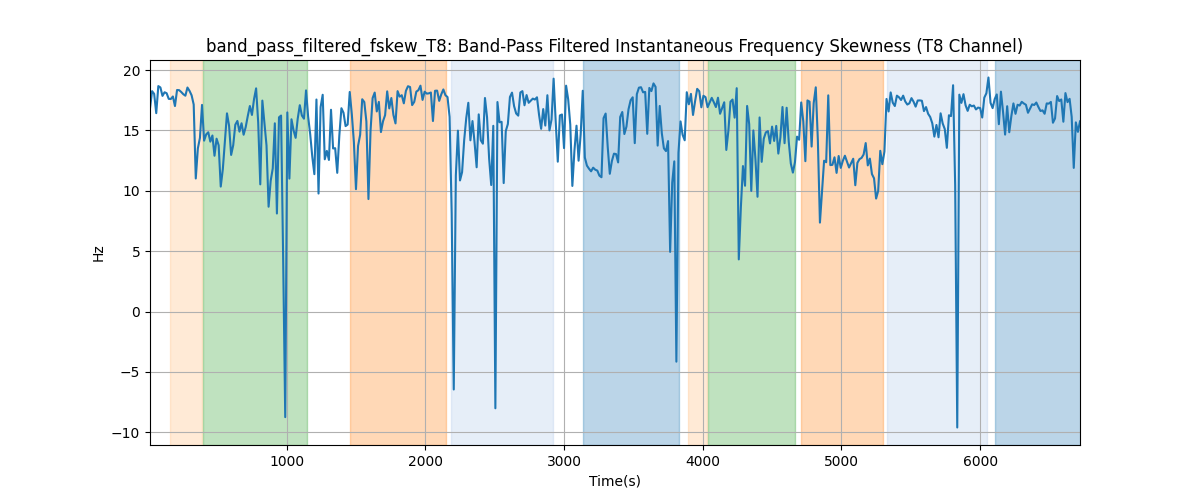 band_pass_filtered_fskew_T8: Band-Pass Filtered Instantaneous Frequency Skewness (T8 Channel)
20
15
10
5
0
−5
−10
Hz
1000 2000 3000 4000 5000 6000
Time(s)